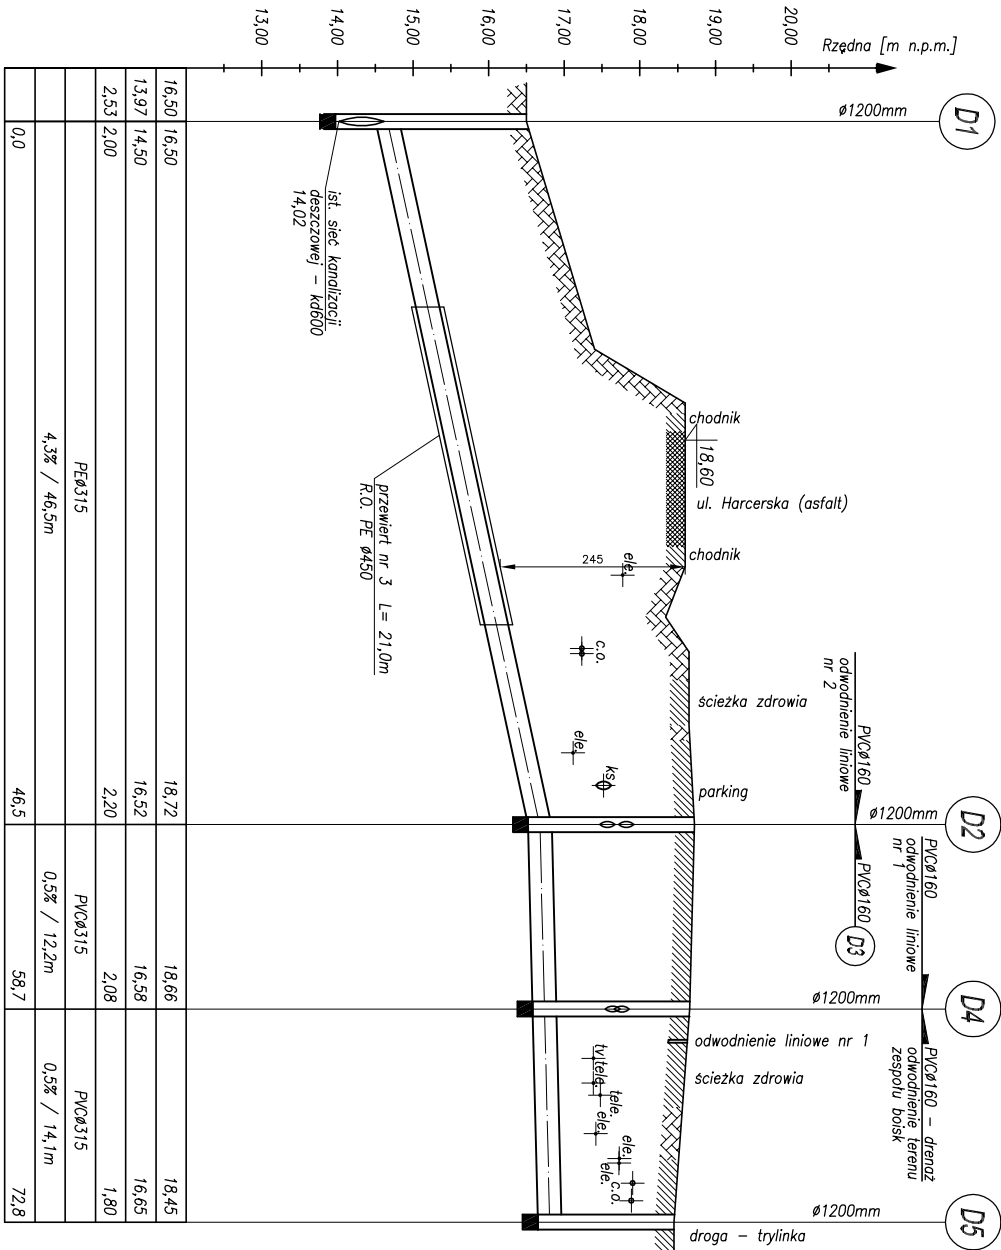 13,00
14,00
15,00
16,00
17,00
18,00
19,00
20,00
Rzędna [m n.p.m.]
D1
ø1200mm
ist. sieć kanalizacji
deszczowej - kd600
14,02
przewiert nr 3 L= 21,0m
R.O. PE ø450
chodnik
18,60
ul. Harcerska (asfalt)
chodnik
245
ele.
c.o.
ele.
ks
ścieżka zdrowia
parking
PVCø160
odwodnienie liniowe
nr 2
D2
ø1200mm
PVCø160
D3
PVCø160
odwodnienie liniowe
nr 1
D4
ø1200mm
PVCø160 - drenaż
odwodnienie terenu
zespołu boisk
odwodnienie liniowe nr 1
ścieżka zdrowia
tv
tele.
tele.
ele.
ele.
ele.
c.o.
D5
ø1200mm
droga - trylinka
16,50 16,50 18,72 18,66 18,45
13,97 14,50 16,52 16,58 16,65
2,53 2,00 2,20 2,08 1,80
PEø315 PVCø315 PVCø315
4,3% / 46,5m 0,5% / 12,2m 0,5% / 14,1m
0,0 46,5 58,7 72,8